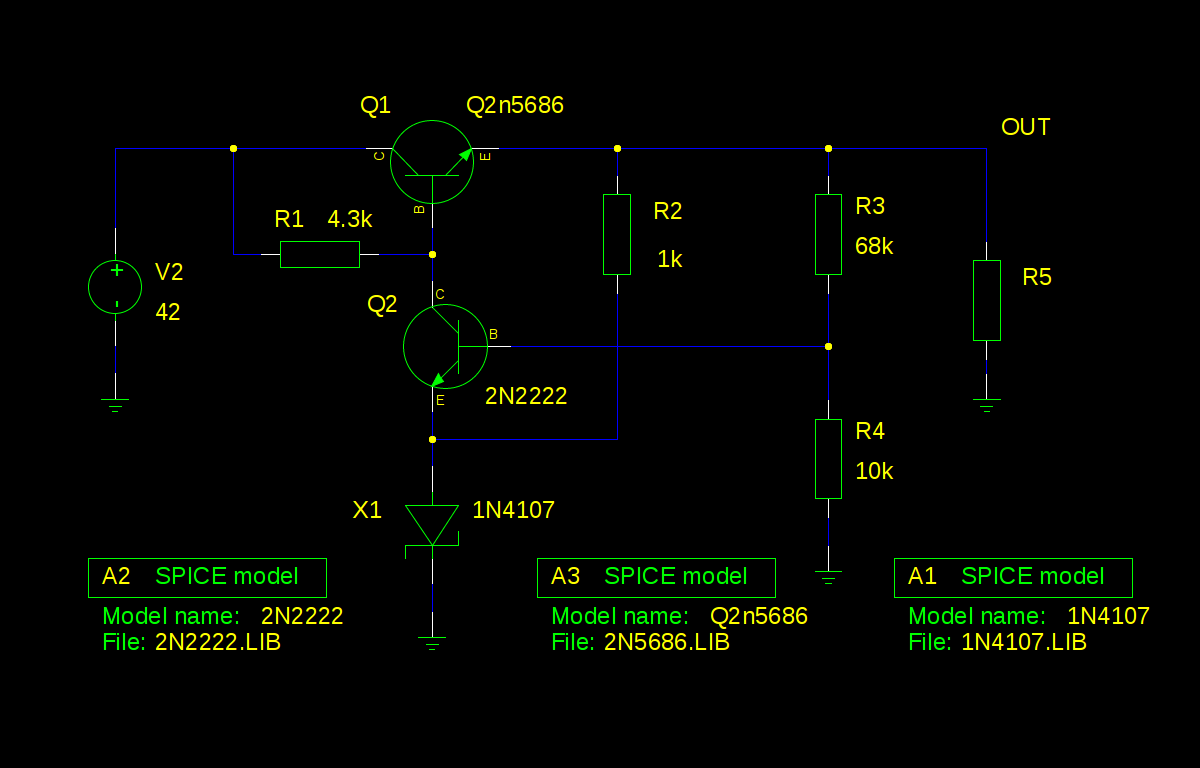 Q1 Q2n5686
OUT
C E
B
R1 4.3k
R2
1k
R3
68k
V2
42
+
-
R5
Q2
C
B
E
2N2222
R4
10k
X1 1N4107
A2 SPICE model
Model name: 2N2222
File: 2N2222.LIB
A3 SPICE model
Model name: Q2n5686
File: 2N5686.LIB
A1 SPICE model
Model name: 1N4107
File: 1N4107.LIB